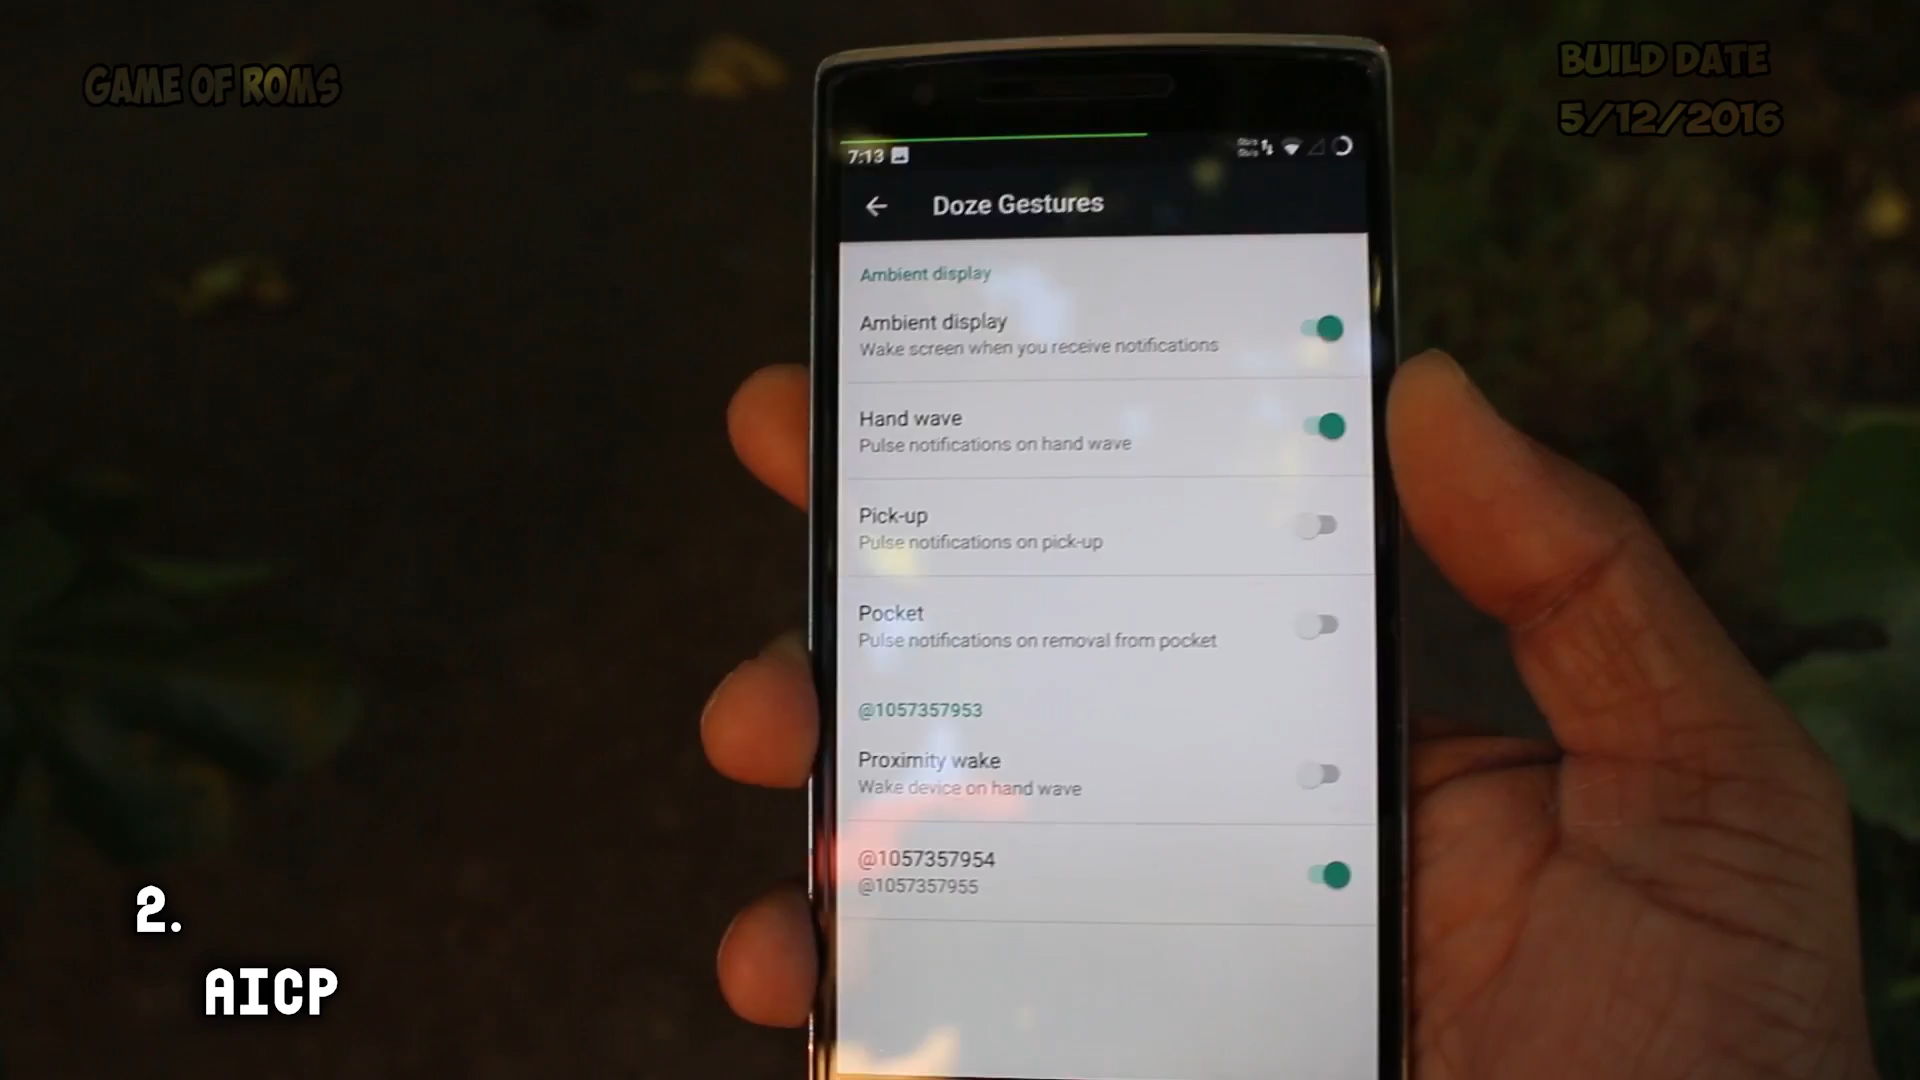 GAME OF ROMS
BUILD DATE
5/12/2016
7:13
Doze Gestures
Ambient display
Ambient display
Wake screen when you receive notifications
Hand wave
Pulse notifications on hand wave
Pick-up
Pulse notifications on pick-up
Pocket
Pulse notifications on removal from pocket
@1057357953
Proximity wake
Wake device on hand wave
@1057357954
@1057357955
2.
AICP